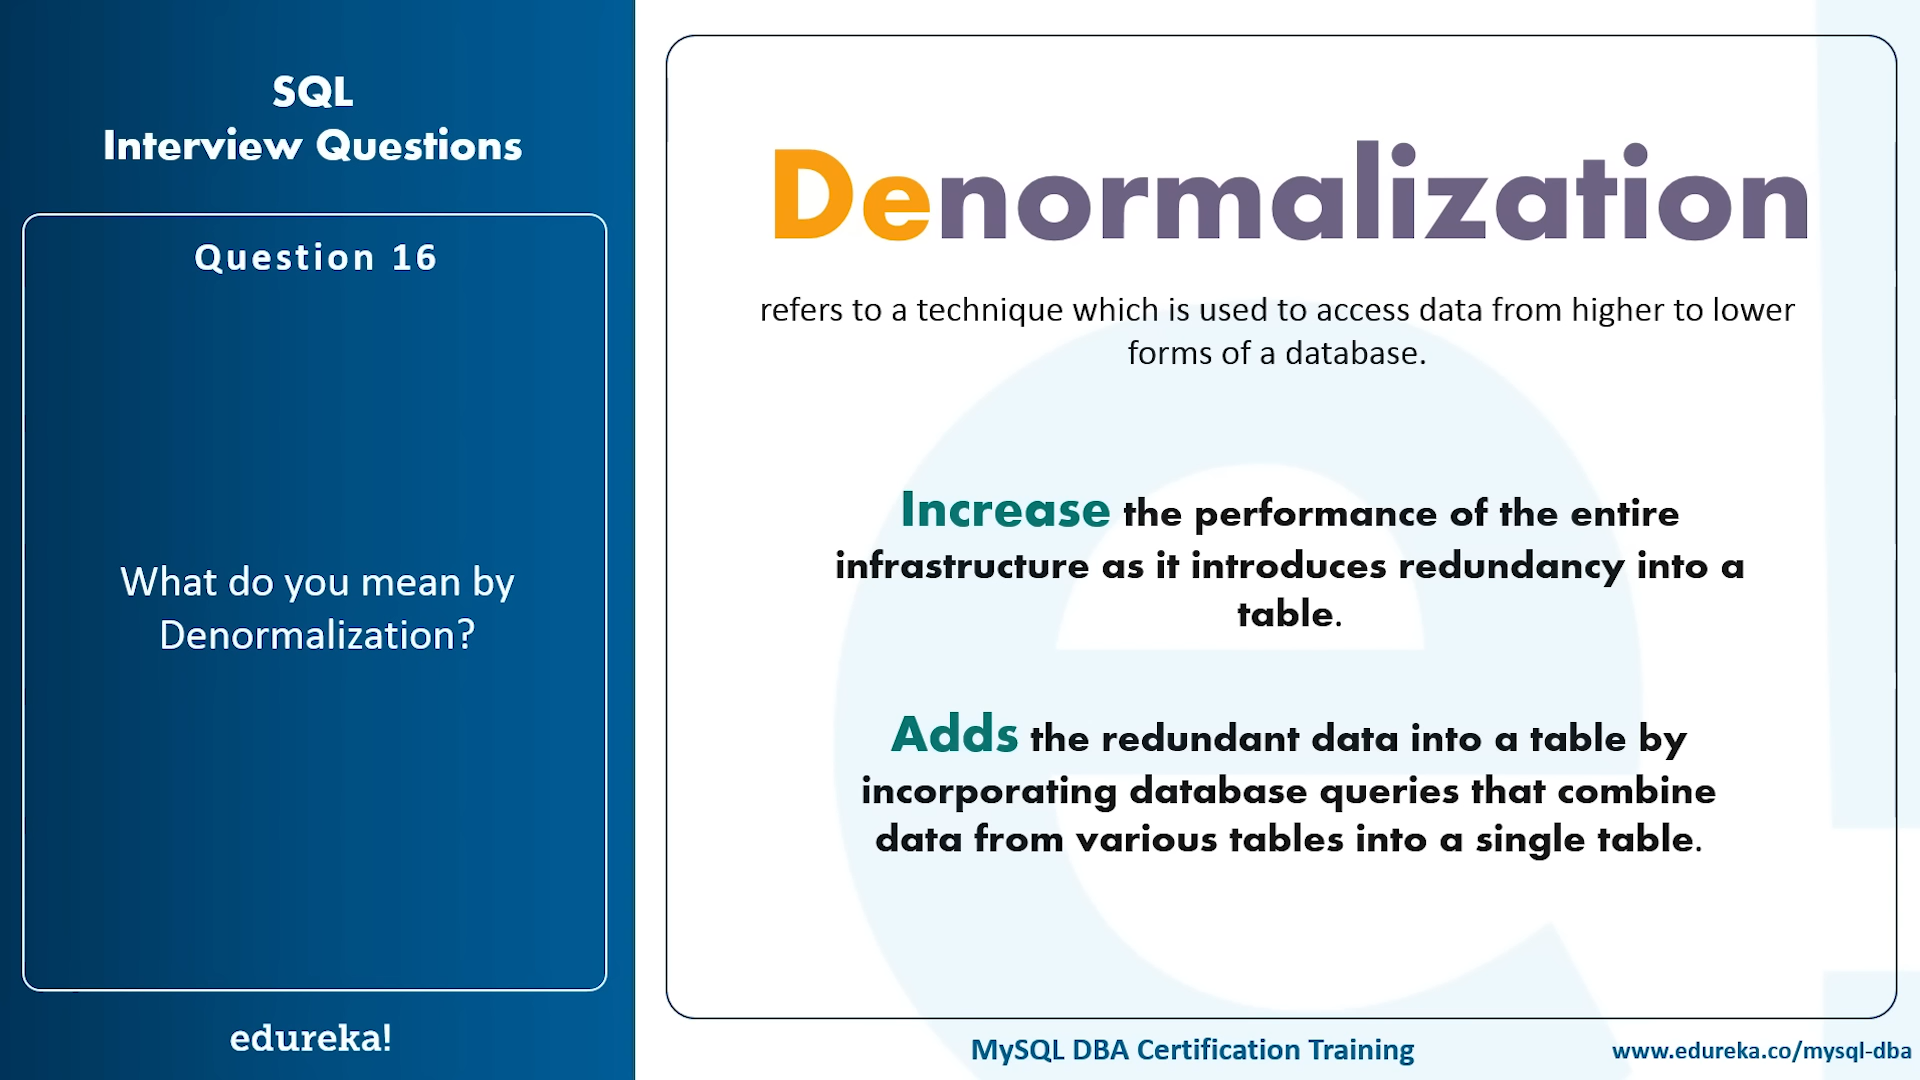 SQL
Interview Questions
Question 16
What do you mean by
Denormalization?
edureka!
Denormalization
refers to a technique which is used to access data from higher to lower
forms of a database.
Increase the performance of the entire
infrastructure as it introduces redundancy into a
table.
Adds the redundant data into a table by
incorporating database queries that combine
data from various tables into a single table.
MySQL DBA Certification Training
www.edureka.co/mysql-dba